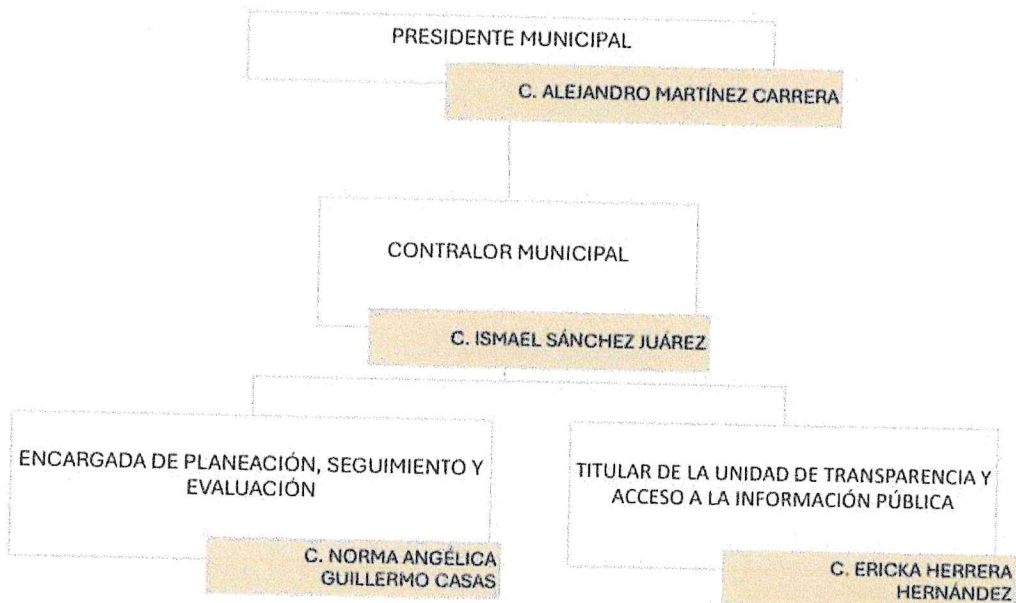 PRESIDENTE MUNICIPAL
C. ALEJANDRO MARTÍNEZ CARRERA
CONTRALOR MUNICIPAL
C. ISMAEL SÁNCHEZ JUÁREZ
ENCARGADA DE PLANEACIÓN, SEGUIMIENTO Y
EVALUACIÓN
C. NORMA ANGÉLICA
GUILLERMO CASAS
TITULAR DE LA UNIDAD DE TRANSPARENCIA Y
ACCESO A LA INFORMACIÓN PÚBLICA
C. ERICKA HERRERA
HERNÁNDEZ